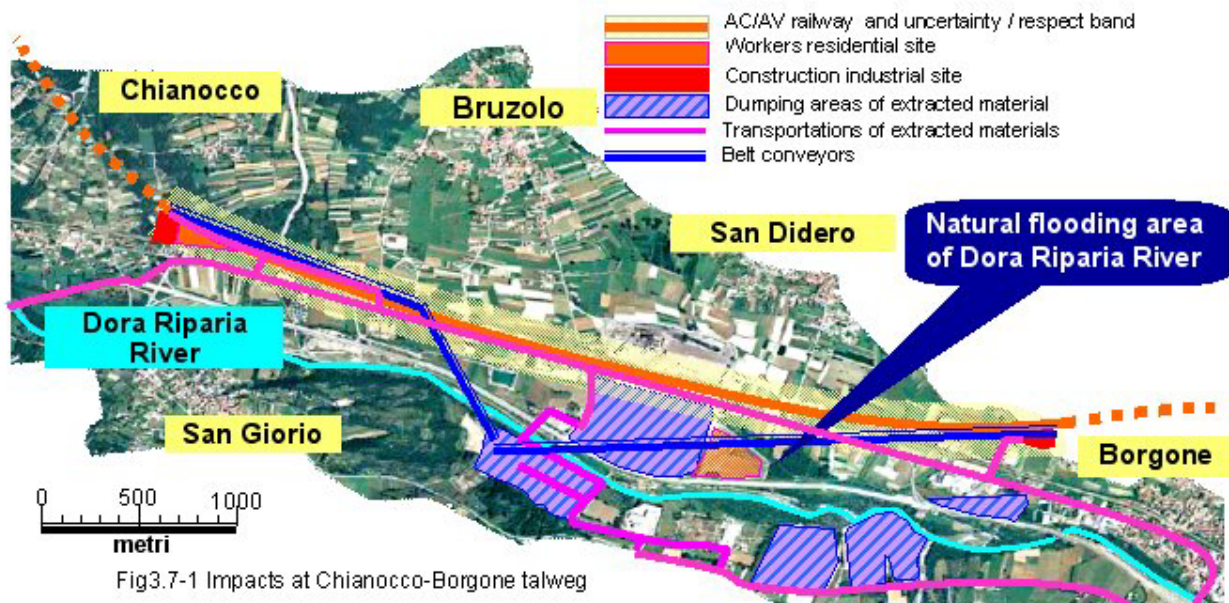 AC/AV railway and uncertainty / respect band
Workers residential site
Construction industrial site
Dumping areas of extracted material
Transportations of extracted materials
Belt conveyors
Chianocco
Bruzolo
San Didero
Natural flooding area
of Dora Riparia River
Dora Riparia
River
San Giorio
Borgone
0 500 1000
metri
Fig3.7-1 Impacts at Chianocco-Borgone talweg